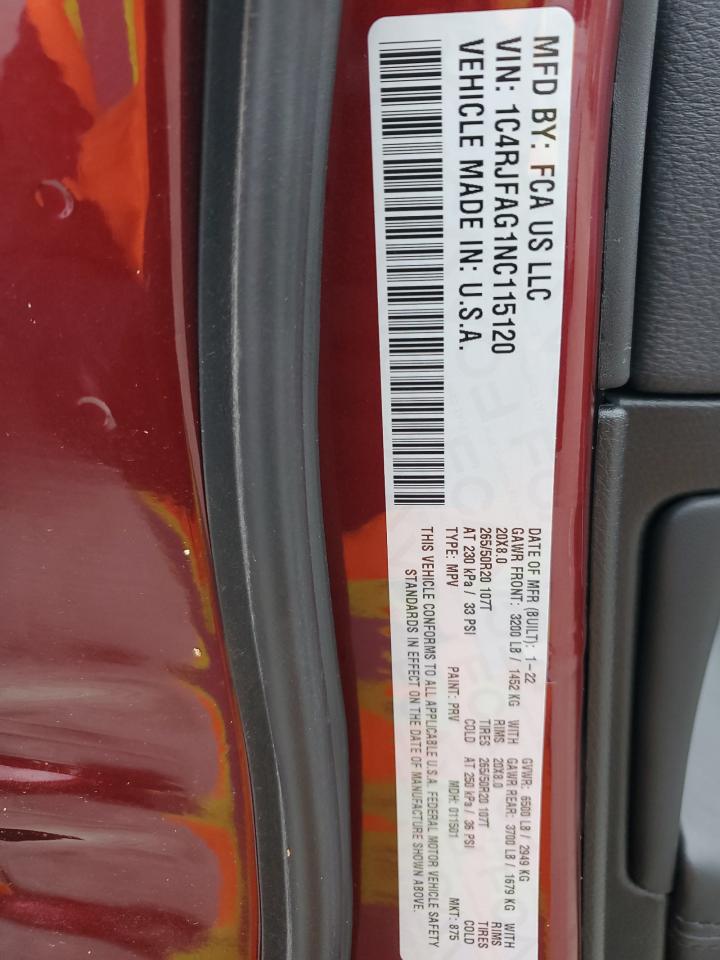 MFD BY: FCA US LLC
VIN: 1C4RJFAG1NC115120
VEHICLE MADE IN: U.S.A.
DATE OF MFR (BUILT): 1-22 GVWR: 6500 LB / 2949 KG
GAWR FRONT: 3200 LB / 1452 KG WITH GAWR REAR: 3700 LB / 1679 KG WITH
20X8.0 RIMS 20X8.0 RIMS
265/50R20 107T TIRES 265/50R20 107T TIRES
AT 230 kPa / 33 PSI COLD AT 250 kPa / 36 PSI COLD
TYPE: MPV PAINT: PRV MDH: 011501 MKT: 875
THIS VEHICLE CONFORMS TO ALL APPLICABLE U.S.A. FEDERAL MOTOR VEHICLE SAFETY
STANDARDS IN EFFECT ON THE DATE OF MANUFACTURE SHOWN ABOVE.